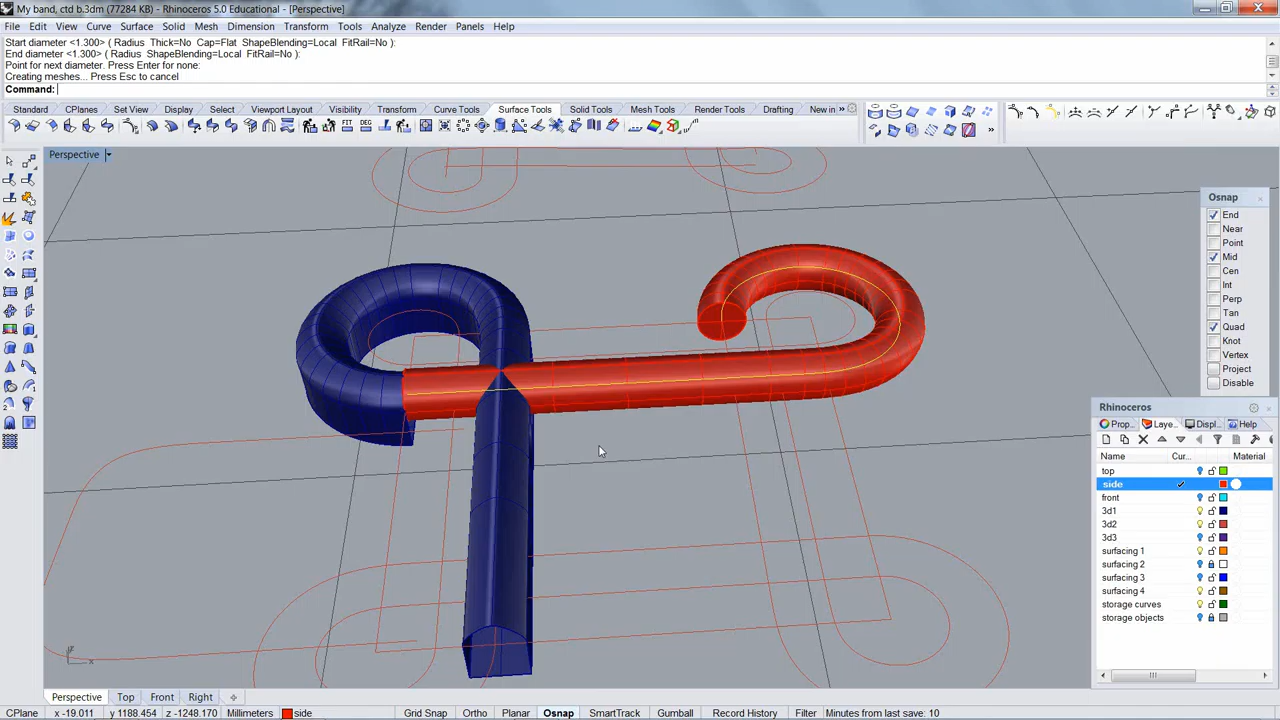 My band, ctd b.3dm (77284 KB) - Rhinoceros 5.0 Educational - [Perspective]
File Edit View Curve Surface Solid Mesh Dimension Transform Tools Analyze Render Panels Help
Start diameter <1.300> ( Radius Thick=No Cap=Flat ShapeBlending=Local FitRail=No ):
End diameter <1.300> ( Radius ShapeBlending=Local FitRail=No ):
Point for next diameter. Press Enter for none:
Creating meshes... Press Esc to cancel
Command:
Standard CPlanes Set View Display Select Viewport Layout Visibility Transform Curve Tools Surface Tools Solid Tools Mesh Tools Render Tools Drafting New in
FIT DEG
Perspective
Osnap
End
Near
Point
Mid
Cen
Int
Perp
Tan
Quad
Knot
Vertex
Project
Disable
Rhinoceros
Prop... Laye... Displ... Help
Name Cur... Material
top
side
front
3d1
3d2
3d3
surfacing 1
surfacing 2
surfacing 3
surfacing 4
storage curves
storage objects
z
x
Perspective Top Front Right
CPlane x -19.011 y 1188.454 z -1248.170 Millimeters side Grid Snap Ortho Planar Osnap SmartTrack Gumball Record History Filter Minutes from last save: 10